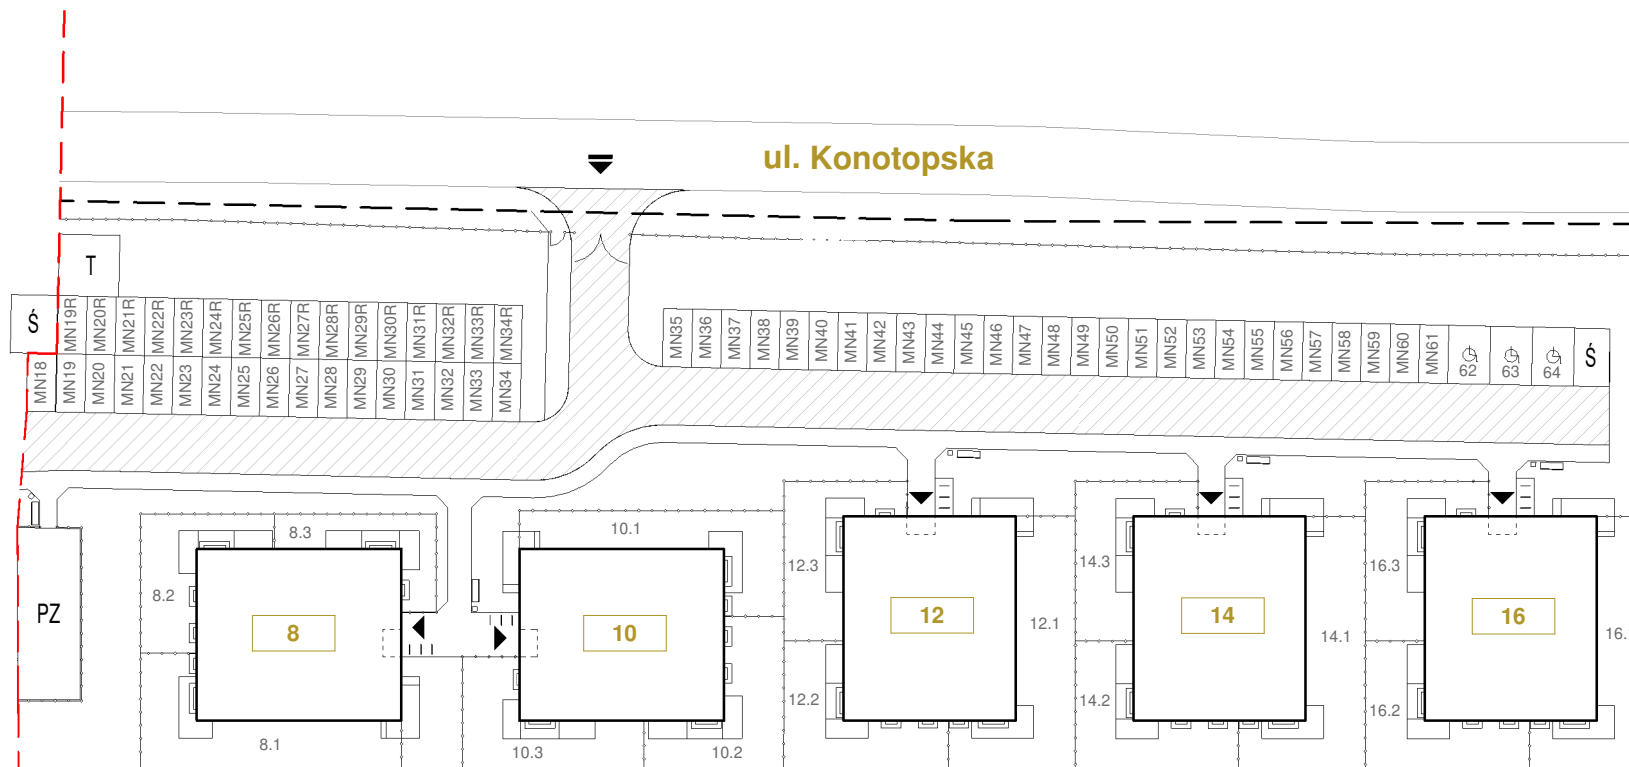 ul. Konotopska
T
Ś
MN19R
MN20R
MN21R
MN22R
MN23R
MN24R
MN25R
MN26R
MN27R
MN28R
MN29R
MN30R
MN31R
MN32R
MN33R
MN34R
MN18
MN19
MN20
MN21
MN22
MN23
MN24
MN25
MN26
MN27
MN28
MN29
MN30
MN31
MN32
MN33
MN34
MN35
MN36
MN37
MN38
MN39
MN40
MN41
MN42
MN43
MN44
MN45
MN46
MN47
MN48
MN49
MN50
MN51
MN52
MN53
MN54
MN55
MN56
MN57
MN58
MN59
MN60
MN61
62
63
64
Ś
PZ
8.3
8.2
8
8.1
10.1
10
10.3
10.2
12.3
12
12.1
12.2
14.3
14
14.1
14.2
16.3
16
16.
16.2